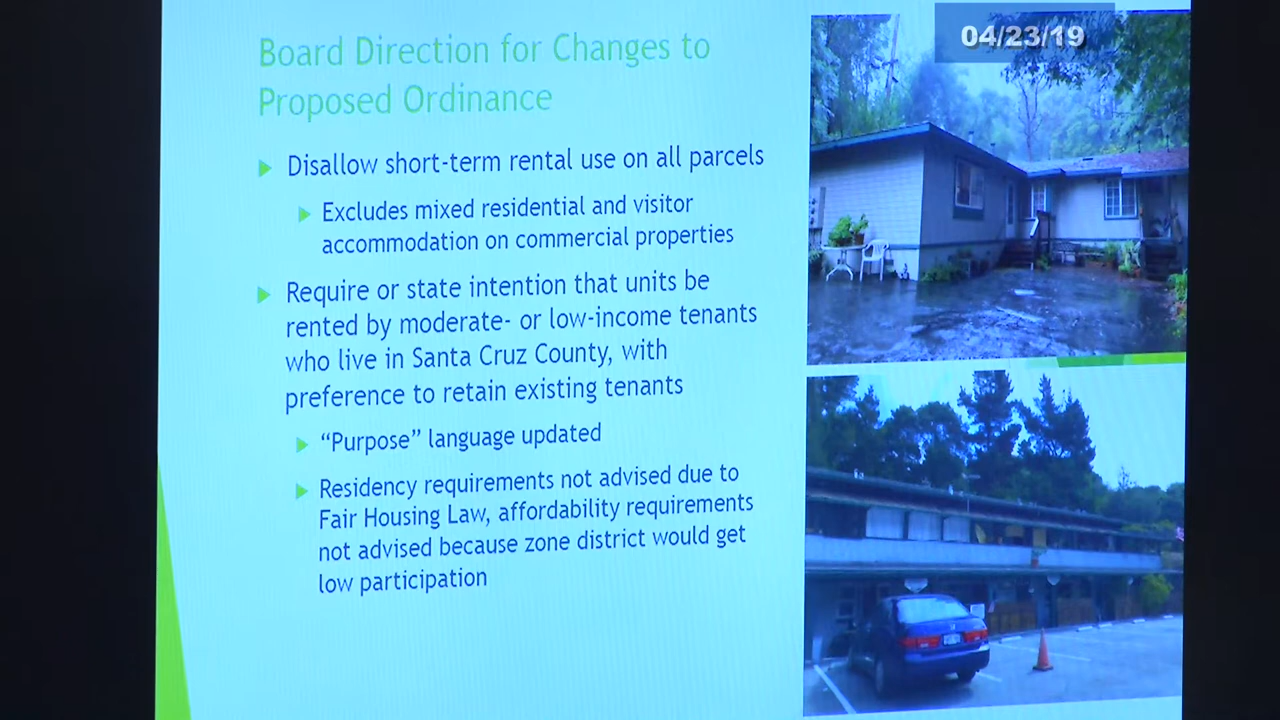 04/23/19
Board Direction for Changes to
Proposed Ordinance
Disallow short-term rental use on all parcels
Excludes mixed residential and visitor
accommodation on commercial properties
Require or state intention that units be
rented by moderate- or low-income tenants
who live in Santa Cruz County, with
preference to retain existing tenants
“Purpose” language updated
Residency requirements not advised due to
Fair Housing Law, affordability requirements
not advised because zone district would get
low participation